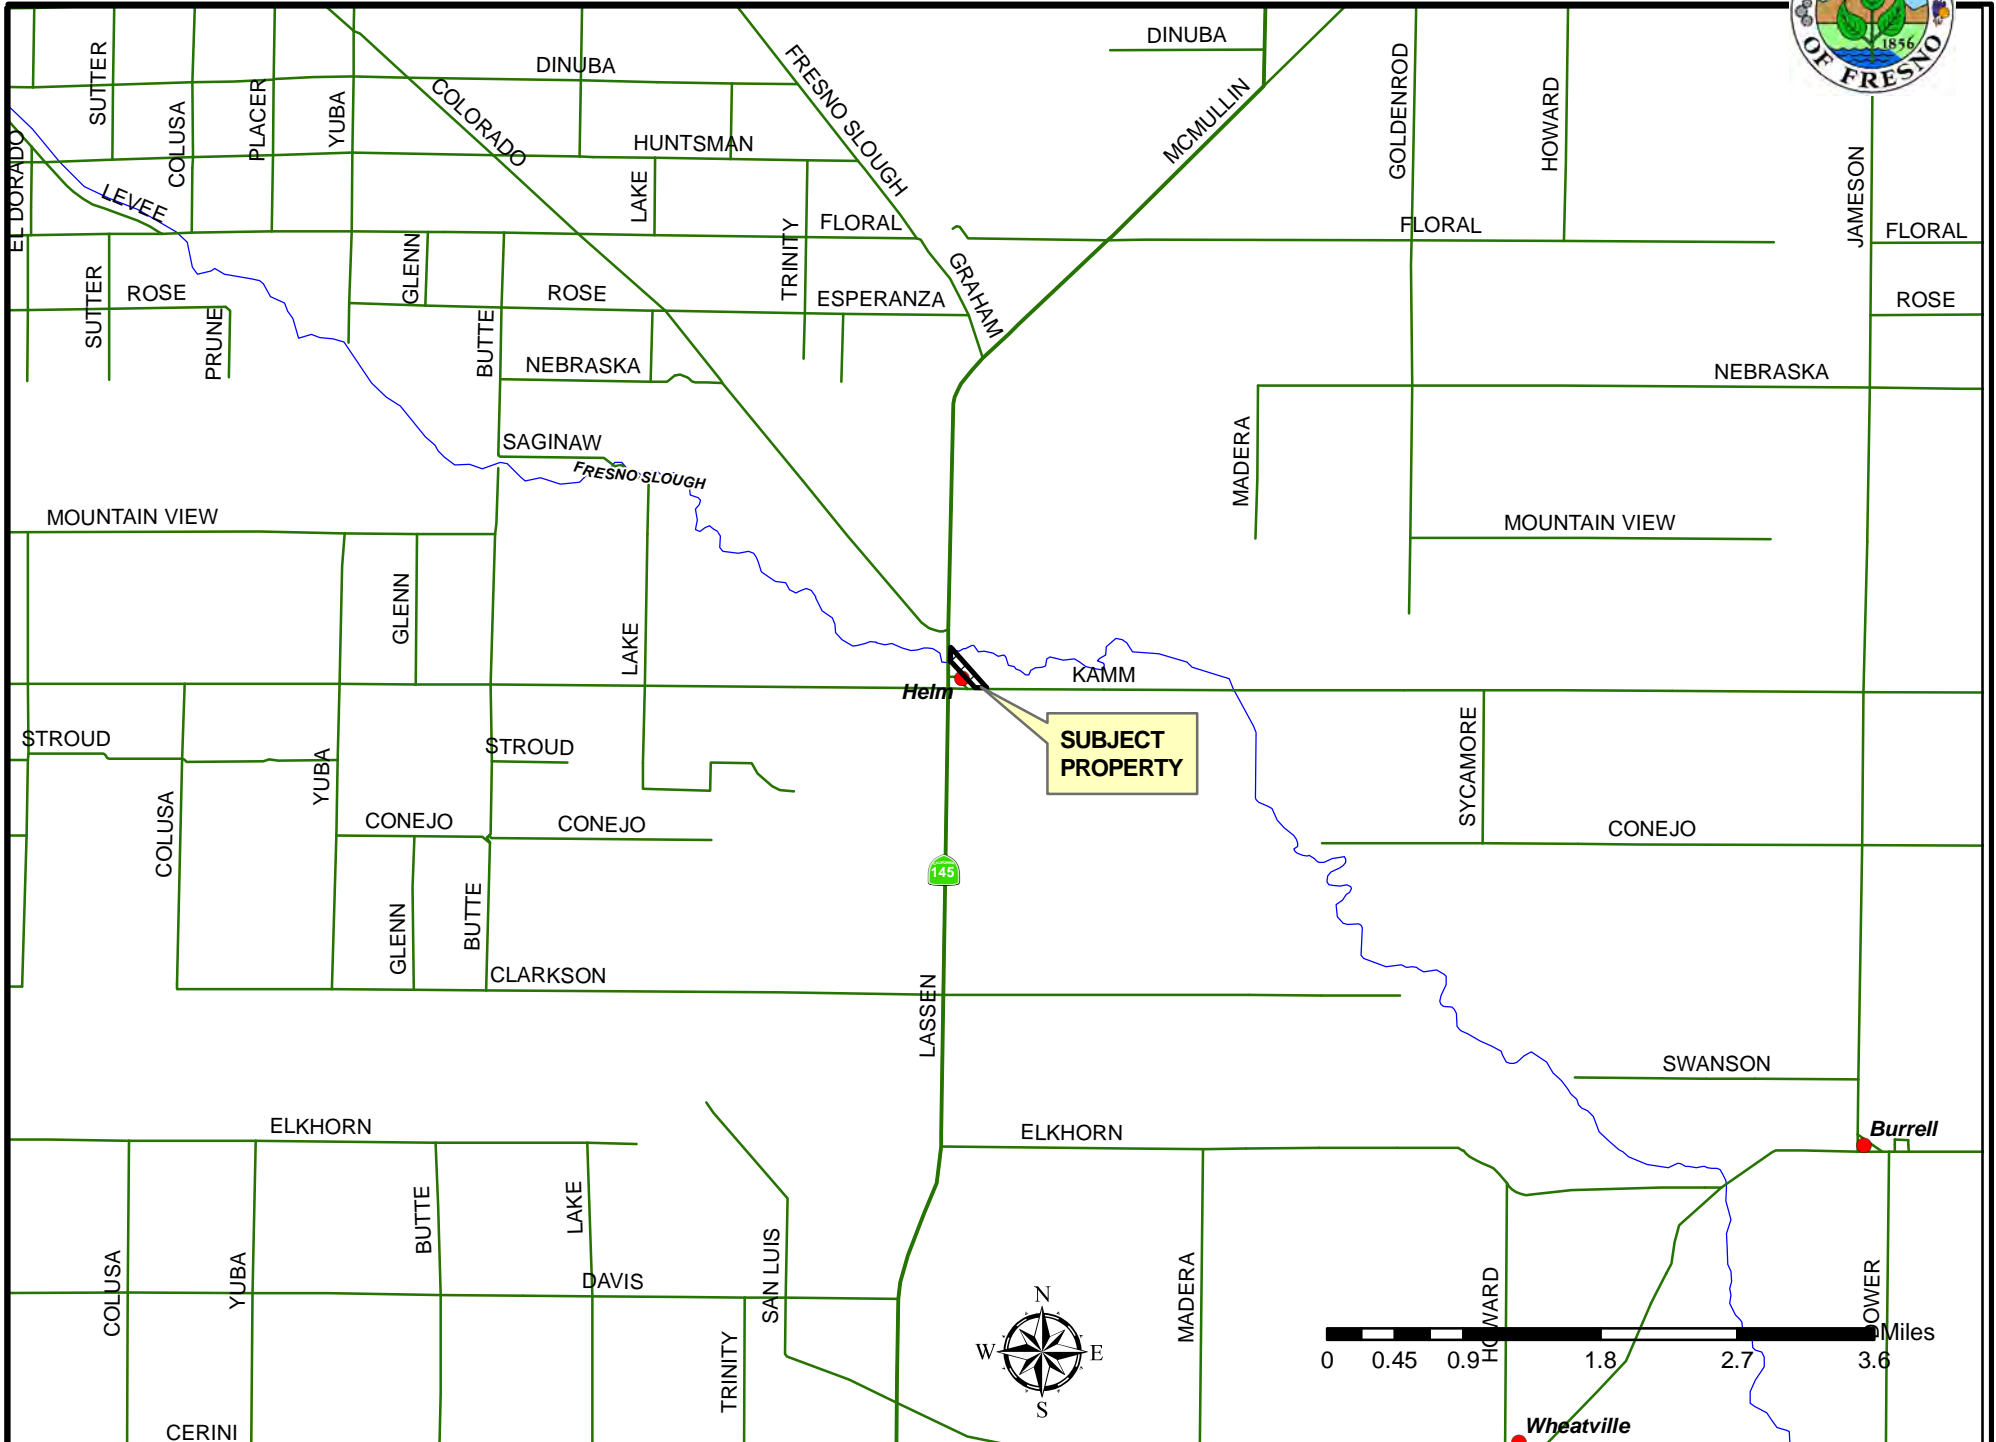 OF FRESNO
1856
DINUBA
DINUBA
SUTTER
COLUSA
PLACER
YUBA
COLORADO
FRESNO SLOUGH
MCMULLIN
GOLDENROD
HOWARD
HUNTSMAN
EL DORADO
LEVEE
LAKE
TRINITY
FLORAL
FLORAL
JAMESON
FLORAL
GLENN
GRAHAM
SUTTER
ROSE
PRUNE
ROSE
ESPERANZA
ROSE
BUTTE
NEBRASKA
NEBRASKA
SAGINAW
FRESNO SLOUGH
MADERA
MOUNTAIN VIEW
MOUNTAIN VIEW
GLENN
LAKE
KAMM
Helm
SUBJECT
PROPERTY
STROUD
STROUD
YUBA
SYCAMORE
COLUSA
CONEJO
CONEJO
CONEJO
CALIFORNIA
145
GLENN
BUTTE
CLARKSON
LASSEN
SWANSON
ELKHORN
ELKHORN
Burrell
COLUSA
YUBA
BUTTE
LAKE
DAVIS
SAN LUIS
TRINITY
MADERA
HOWARD
N
W
E
S
Miles
0
0.45
0.9
1.8
2.7
3.6
CERINI
Wheatville